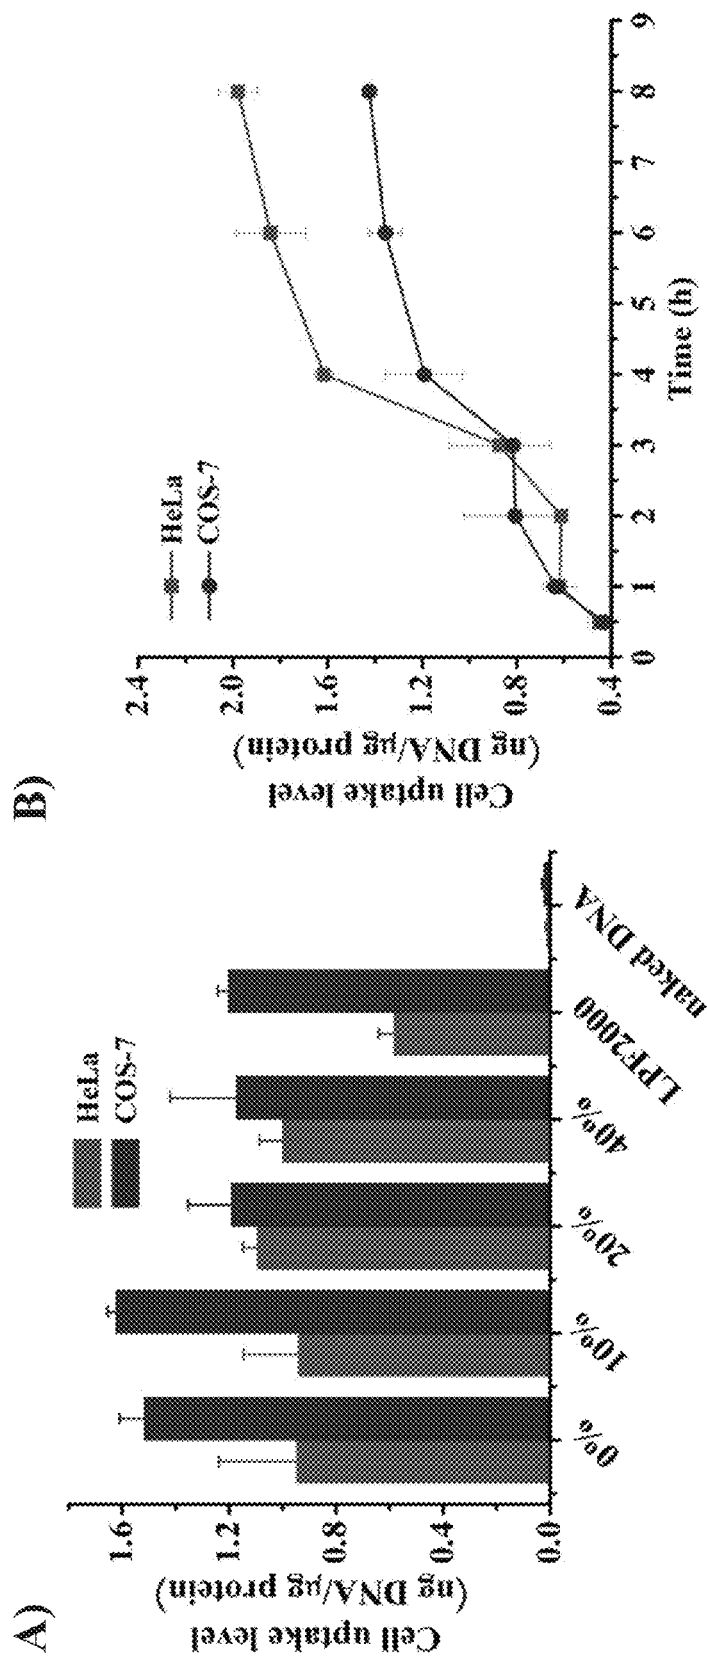 A)
Cell uptake level
(ng DNA/μg protein)
1.6
1.2
0.8
0.4
0.0
HeLa
COS-7
0%
10%
20%
40%
LPF2000
naked DNA
B)
Cell uptake level
(ng DNA/μg protein)
2.4
2.0
1.6
1.2
0.8
0.4
HeLa
COS-7
0 1 2 3 4 5 6 7 8 9
Time (h)